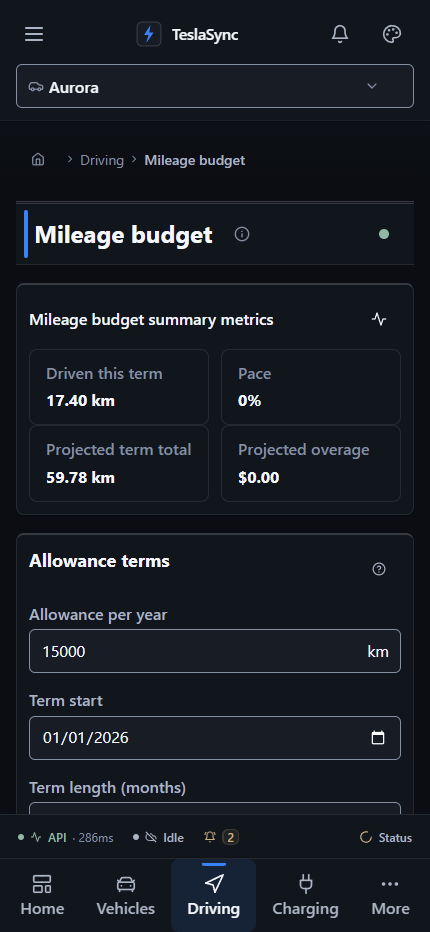 TeslaSync
Aurora
Driving > Mileage budget
Mileage budget
Mileage budget summary metrics
Driven this term
17.40 km
Pace
0%
Projected term total
59.78 km
Projected overage
$0.00
Allowance terms
Allowance per year
15000 km
Term start
01/01/2026
Term length (months)
API · 286ms Idle 2 Status
Home Vehicles Driving Charging More